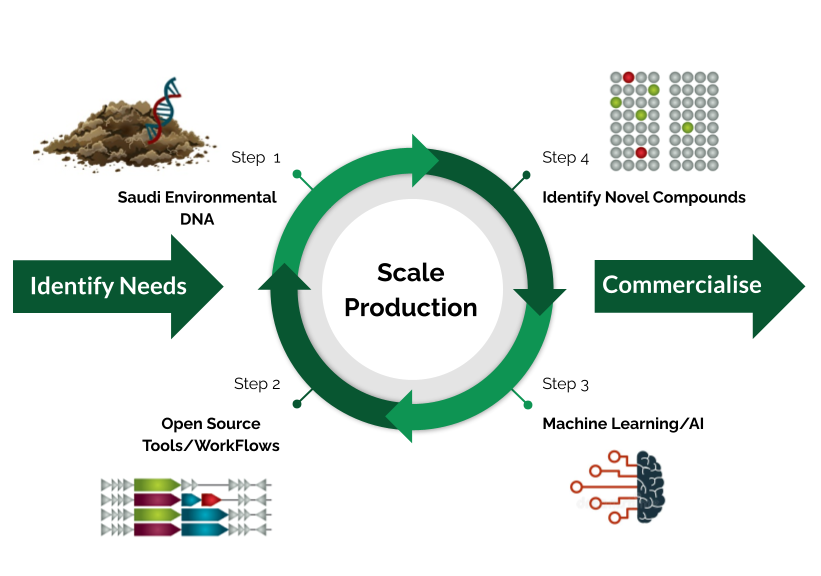 Step 1
Saudi Environmental
DNA
Step 4
Identify Novel Compounds
Identify Needs
Scale
Production
Commercialise
Step 2
Open Source
Tools/WorkFlows
Step 3
Machine Learning/AI